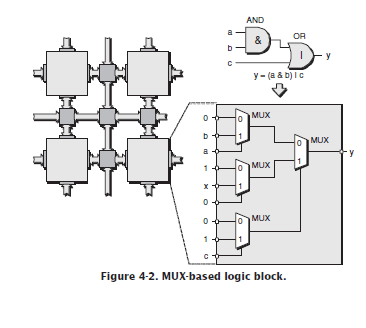 AND
a
&
OR
b
|
y
c
y = (a & b) | c
0
0
MUX
b
1
a
0
MUX
y
1
0
MUX
1
x
1
0
0
0
MUX
1
1
c
Figure 4-2. MUX-based logic block.